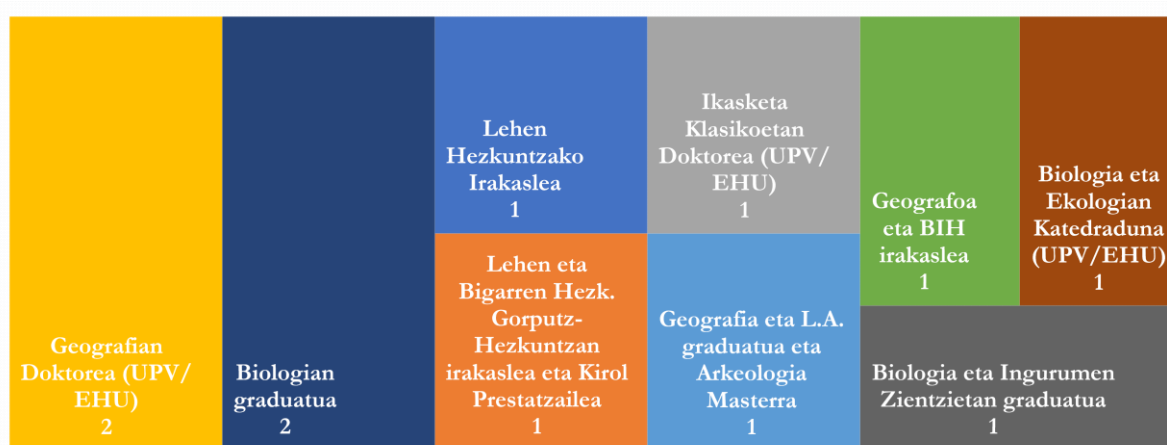 Geografian
Doktorea (UPV/
EHU)
2
Biologian
graduatua
2
Lehen
Hezkuntzako
Irakaslea
1
Lehen eta
Bigarren Hezk.
Gorputz-
Hezkuntzan
irakaslea eta Kirol
Prestatzailea
1
Ikasketa
Klasikoetan
Doktorea (UPV/
EHU)
1
Geografia eta L.A.
graduatua eta
Arkeologia
Masterra
1
Geografoa
eta BIH
irakaslea
1
Biologia eta
Ekologian
Katedraduna
(UPV/EHU)
1
Biologia eta Ingurumen
Zientzietan graduatua
1